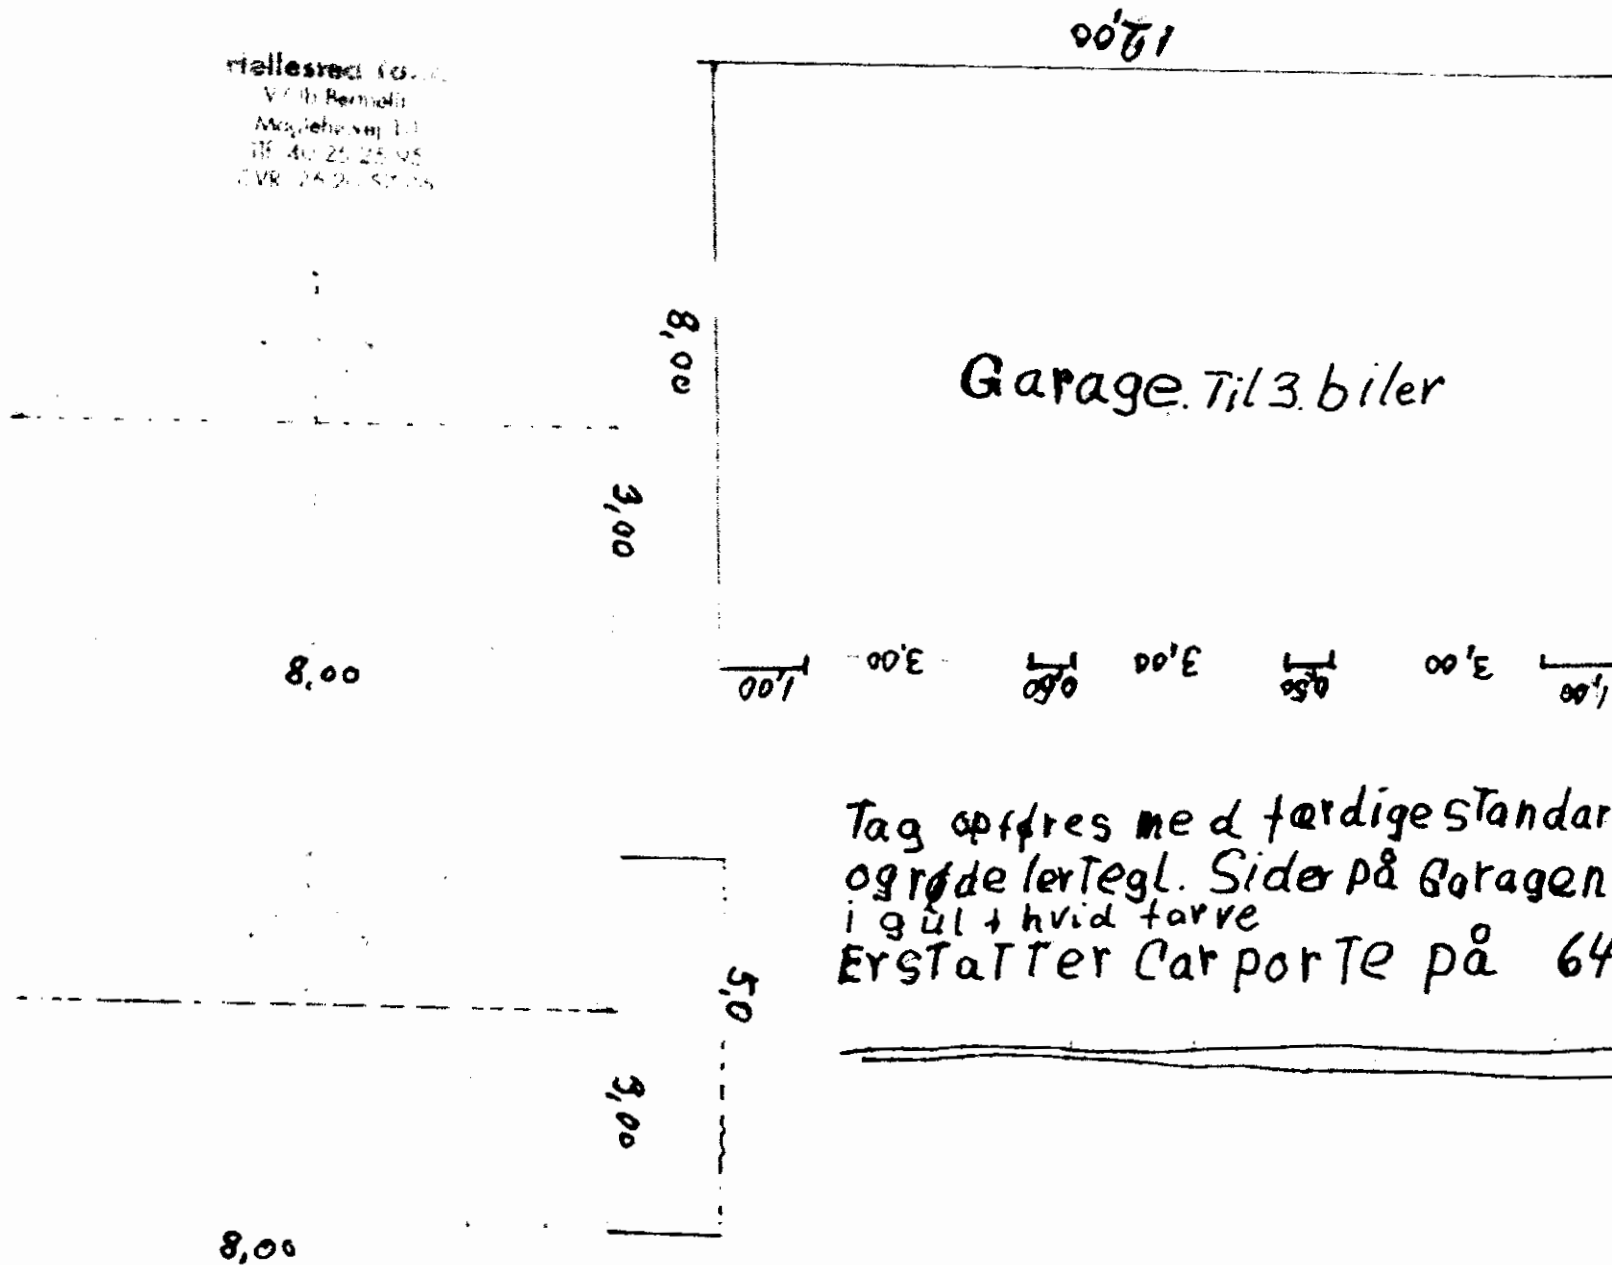 12,00
8,00
Garage. Til 3. biler
3,00
8,00
1,00 3,00 0,60 3,00 0,50 3,00 1,00
Tag opføres med færdige Standar
og røde lertegl. Sider på Garagen
i gul + hvid farve
Erstatter Carporte på 64
5,0
3,00
8,00